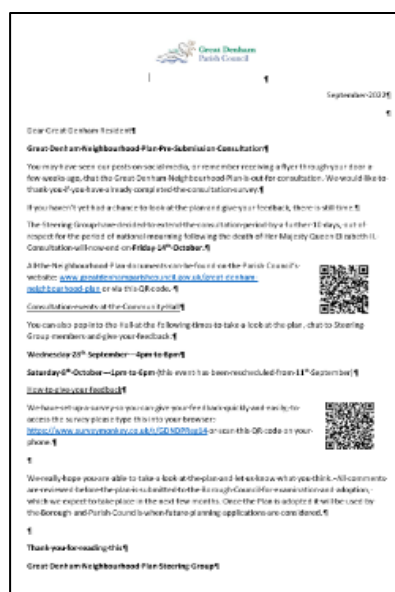 Great Denham
Parish Council
¶
September·2022¶
¶
Dear Great Denham Resident¶
Great·Denham·Neighbourhood·Plan·Pre-Submission·Consultation¶
You may have seen our posts on social media, or remember receiving a flyer through your door a
few weeks ago, that the Great Denham Neighbourhood Plan is out for consultation. We would like to
thank you if you have already completed the consultation survey.¶
If you haven't yet had a chance to look at the plan and give your feedback, there is still time.¶
The Steering Group have decided to extend the consultation period by a further 10 days, out of
respect for the period of national mourning following the death of Her Majesty Queen Elizabeth II.
Consultation will now end on Friday 14th October.¶
All the Neighbourhood Plan documents can be found on the Parish Council's
website: www.greatdenhamparishcouncil.gov.uk/great-denham-
neighbourhood-plan or via this QR code.¶
Consultation events at the Community Hall¶
You can also pop into the Hall at the following times to take a look at the plan, chat to Steering
Group members and give your feedback:¶
Wednesday 28th September—4pm to 8pm¶
Saturday October—1pm to 6pm (this event has been rescheduled from 11th September)¶
How to give your feedback¶
We have set up a survey so you can give your feedback quickly and easily, to
access the survey please type this into your browser:
or scan this QR code on your
phone.¶
¶
We really hope you are able to take a look at the plan and let us know what you think. All comments
are reviewed before the plan is submitted to the Borough Council for examination and adoption,
which we expect to take place in the next few months. Once the Plan is adopted it will be used by
the Borough and Parish Councils when future planning applications are considered.¶
¶
Thank you for reading this¶
Great Denham Neighbourhood Plan Steering Group¶